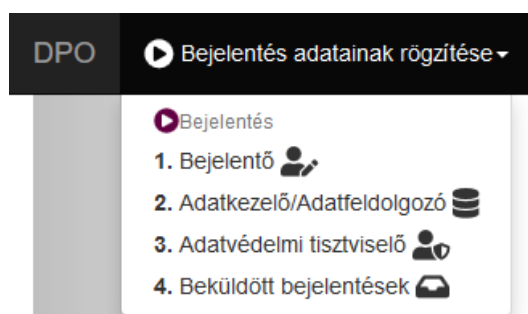 DPO Bejelentés adatainak rögzítése
Bejelentés
1. Bejelentő
2. Adatkezelő/Adatfeldolgozó
3. Adatvédelmi tisztviselő
4. Beküldött bejelentések